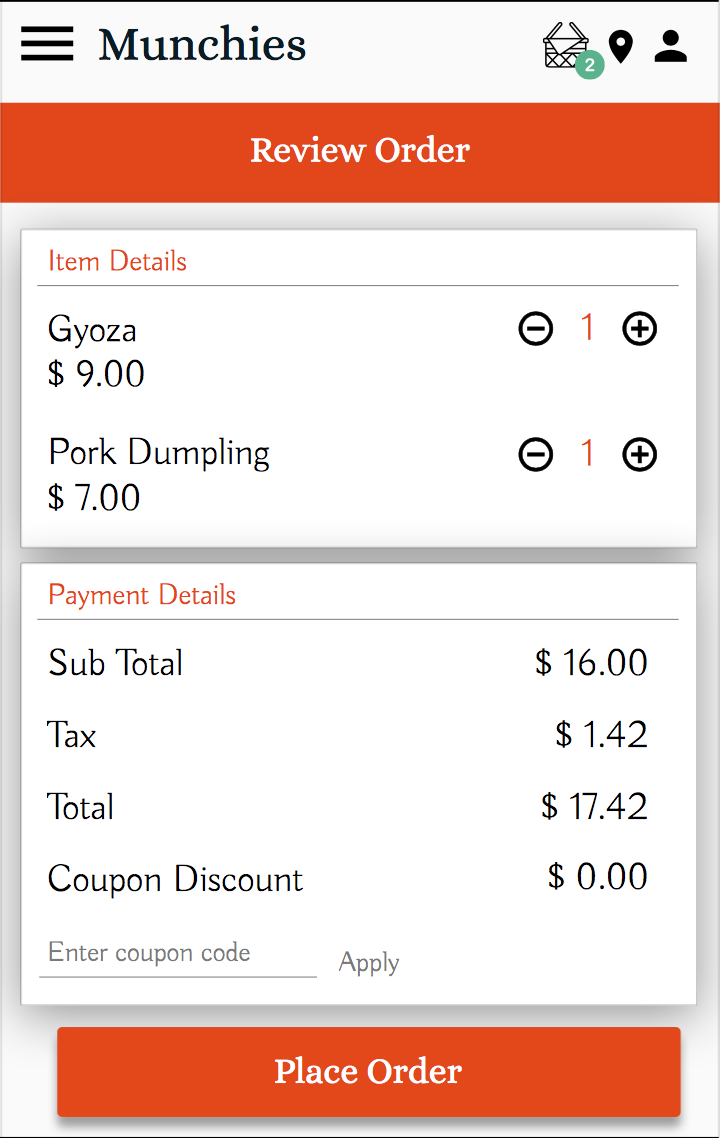 Munchies
2
Review Order
Item Details
Gyoza
1
$ 9.00
Pork Dumpling
1
$ 7.00
Payment Details
Sub Total $ 16.00
Tax $ 1.42
Total $ 17.42
Coupon Discount $ 0.00
Enter coupon code Apply
Place Order